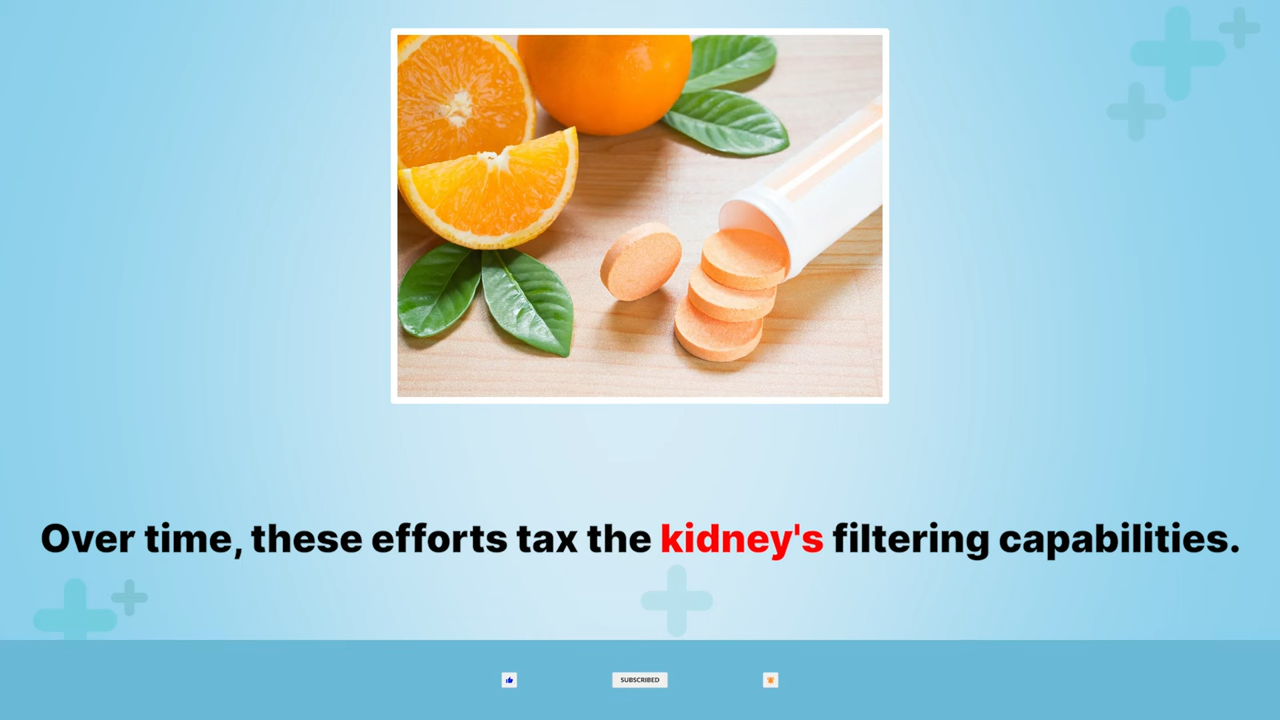 Over time, these efforts tax the kidney's filtering capabilities.
SUBSCRIBED